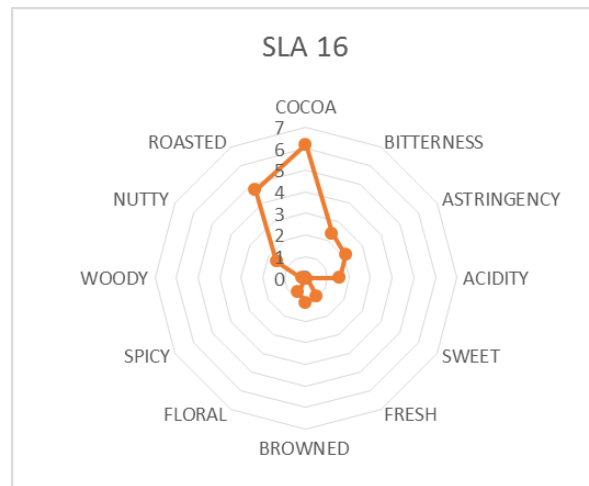 SLA 16
COCOA
BITTERNESS
ASTRINGENCY
ACIDITY
SWEET
FRESH
BROWNED
FLORAL
SPICY
WOODY
NUTTY
ROASTED
7
6
5
4
3
2
1
0